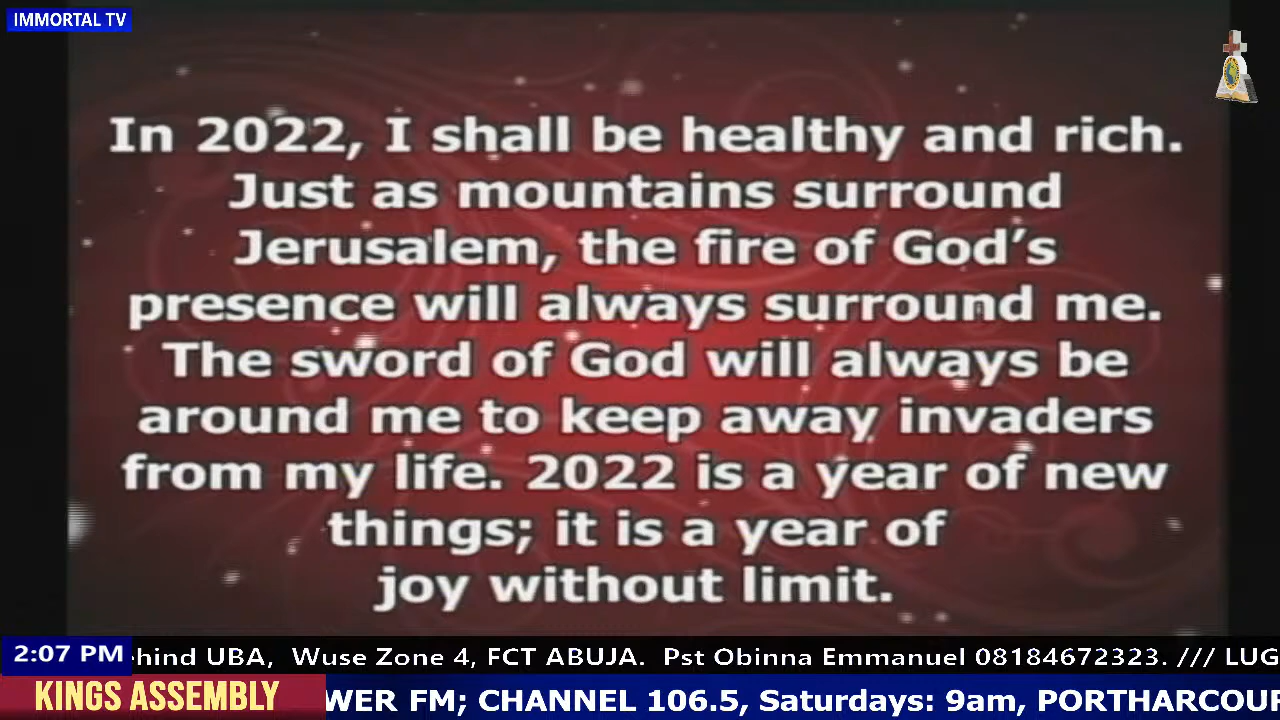 IMMORTAL TV
In 2022, I shall be healthy and rich.
Just as mountains surround
Jerusalem, the fire of God's
presence will always surround me.
The sword of God will always be
around me to keep away invaders
from my life. 2022 is a year of new
things; it is a year of
joy without limit.
2:07 PM
hind UBA, Wuse Zone 4, FCT ABUJA. Pst Obinna Emmanuel 08184672323. /// LUG
KINGS ASSEMBLY
WER FM; CHANNEL 106.5, Saturdays: 9am, PORTHARCOU